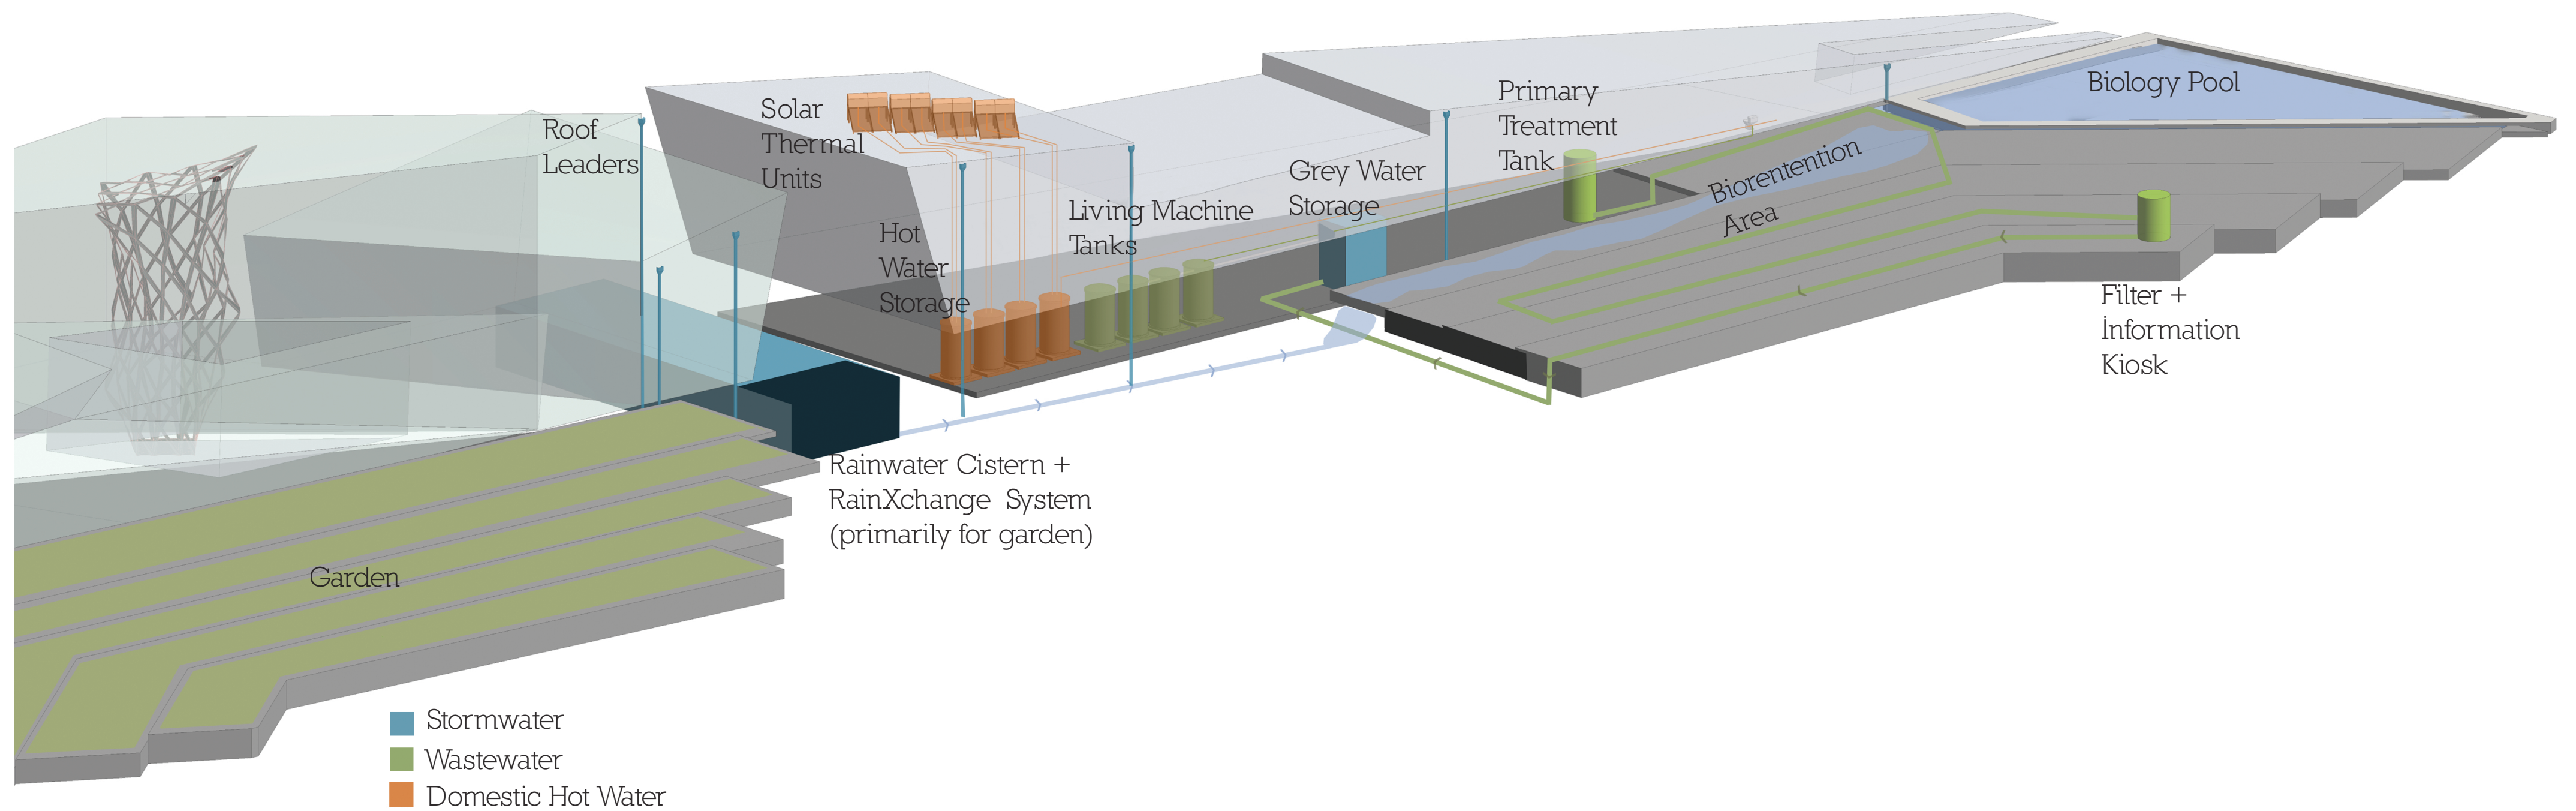 Roof
Leaders
Solar
Thermal
Units
Hot
Water
Storage
Living Machine
Tanks
Grey Water
Storage
Primary
Treatment
Tank
Biorentention
Area
Biology Pool
Filter +
Information
Kiosk
Rainwater Cistern +
RainXchange System
(primarily for garden)
Garden
Stormwater
Wastewater
Domestic Hot Water